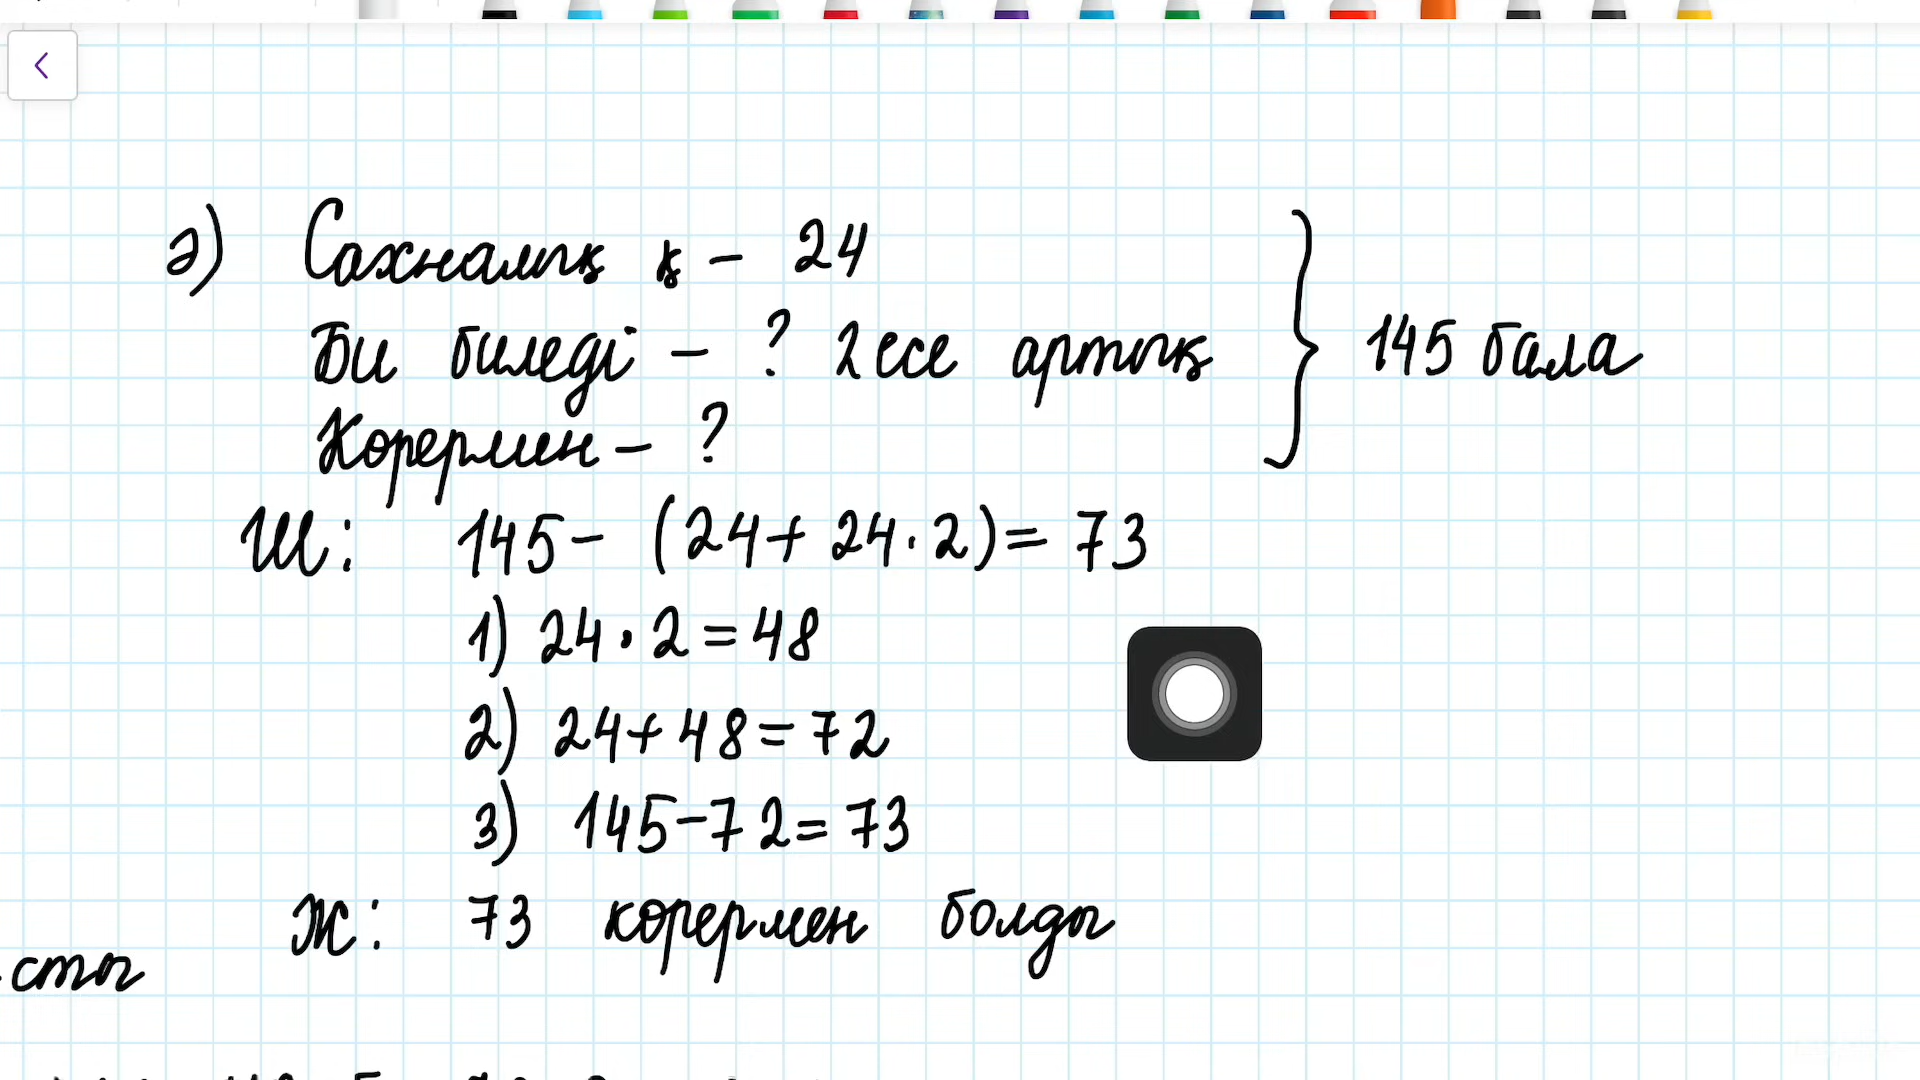 ә) Сахналық қ – 24
Би биледі – ? 2 есе артық
Көрермен – ?
} 145 бала
Ш: 145 – (24 + 24 · 2) = 73
1) 24 · 2 = 48
2) 24 + 48 = 72
3) 145 – 72 = 73
Ж: 73 көрермен болды
сты